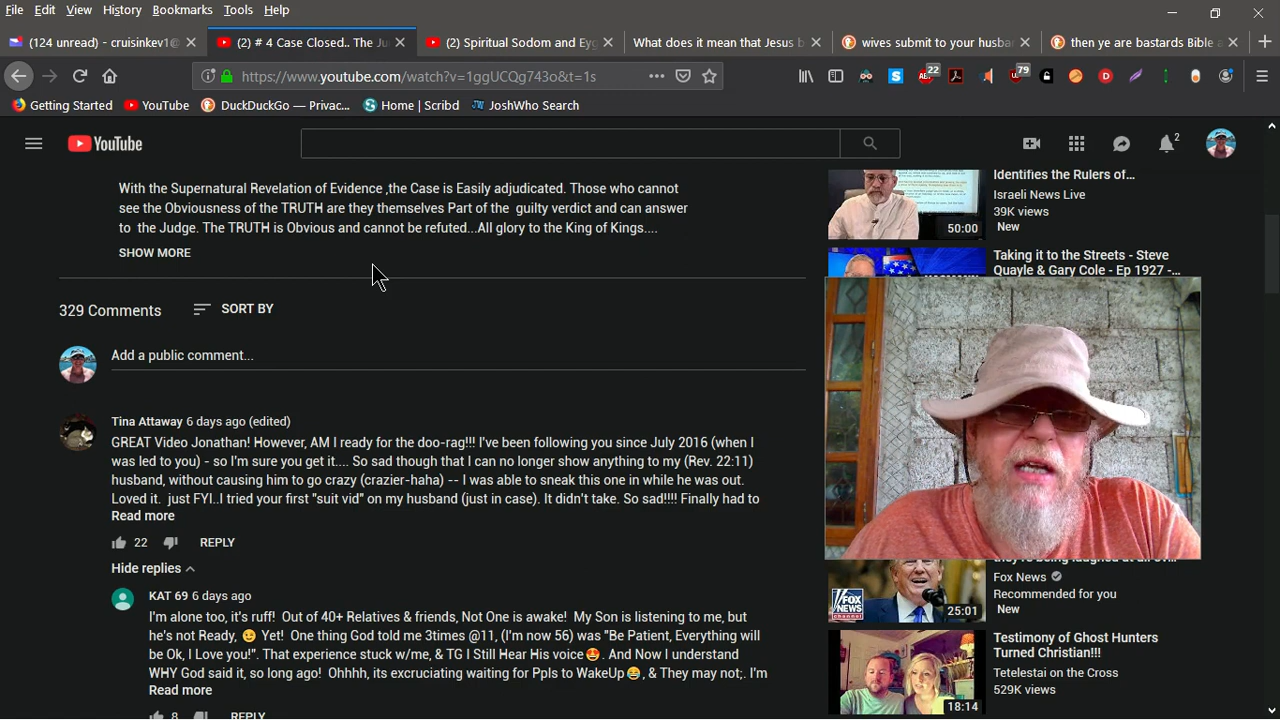 File Edit View History Bookmarks Tools Help
(124 unread) - cruisinkev1
(2) # 4 Case Closed.. The Ju
(2) Spiritual Sodom and Eyg
What does it mean that Jesus b
wives submit to your husba
then ye are bastards Bible
https://www.youtube.com/watch?v=1ggUCQg743o&t=1s
22
79
Getting Started YouTube DuckDuckGo — Privac... Home | Scribd JoshWho Search
YouTube
2
With the Supernatural Revelation of Evidence ,the Case is Easily adjudicated. Those who cannot
see the Obviousness of the TRUTH are they themselves Part of the guilty verdict and can answer
to the Judge. The TRUTH is Obvious and cannot be refuted...All glory to the King of Kings....
SHOW MORE
329 Comments SORT BY
Add a public comment...
Tina Attaway 6 days ago (edited)
GREAT Video Jonathan! However, AM I ready for the doo-rag!!! I've been following you since July 2016 (when I
was led to you) - so I'm sure you get it.... So sad though that I can no longer show anything to my (Rev. 22:11)
husband, without causing him to go crazy (crazier-haha) -- I was able to sneak this one in while he was out.
Loved it. just FYI..I tried your first "suit vid" on my husband (just in case). It didn't take. So sad!!!! Finally had to
Read more
22 REPLY
Hide replies
KAT 69 6 days ago
I'm alone too, it's ruff! Out of 40+ Relatives & friends, Not One is awake! My Son is listening to me, but
he's not Ready, 😉 Yet! One thing God told me 3times @11, (I'm now 56) was "Be Patient, Everything will
be Ok, I Love you!". That experience stuck w/me, & TG I Still Hear His voice🤩. And Now I understand
WHY God said it, so long ago! Ohhhh, its excruciating waiting for Ppls to WakeUp😂, & They may not;. I'm
Read more
8 REPLY
Identifies the Rulers of...
Israeli News Live
39K views
New
50:00
Taking it to the Streets - Steve
Quayle & Gary Cole - Ep 1927 -...
Fox News
Recommended for you
New
FOX
NEWS
25:01
Testimony of Ghost Hunters
Turned Christian!!!
Telestai on the Cross
529K views
18:14